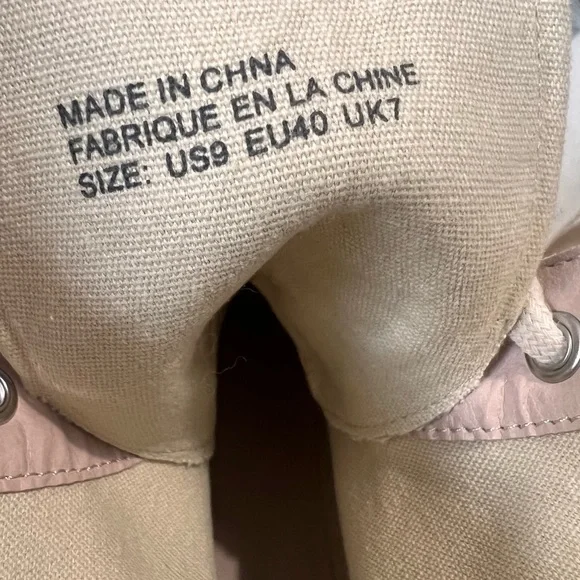 MADE IN CHNA
FABRIQUE EN LA CHINE
SIZE: US9 EU40 UK7